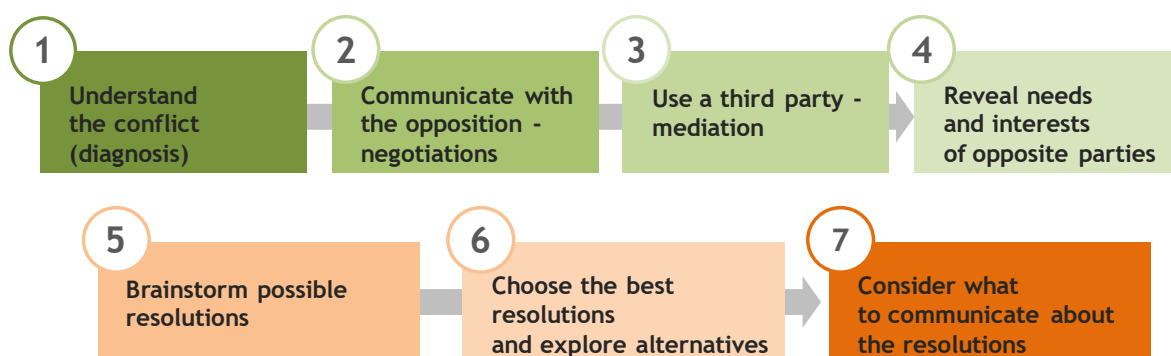 1
Understand
the conflict
(diagnosis)
2
Communicate with
the opposition -
negotiations
3
Use a third party -
mediation
4
Reveal needs
and interests
of opposite parties
5
Brainstorm possible
resolutions
6
Choose the best
resolutions
and explore alternatives
7
Consider what
to communicate about
the resolutions